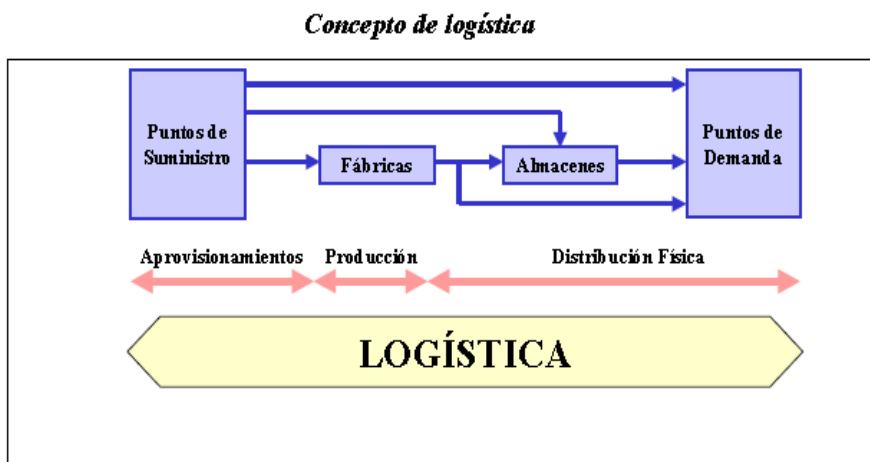 Concepto de logística
Puntos de
Suministro
Fábricas
Almacenes
Puntos de
Demanda
Aprovisionamientos
Producción
Distribución Física
LOGÍSTICA